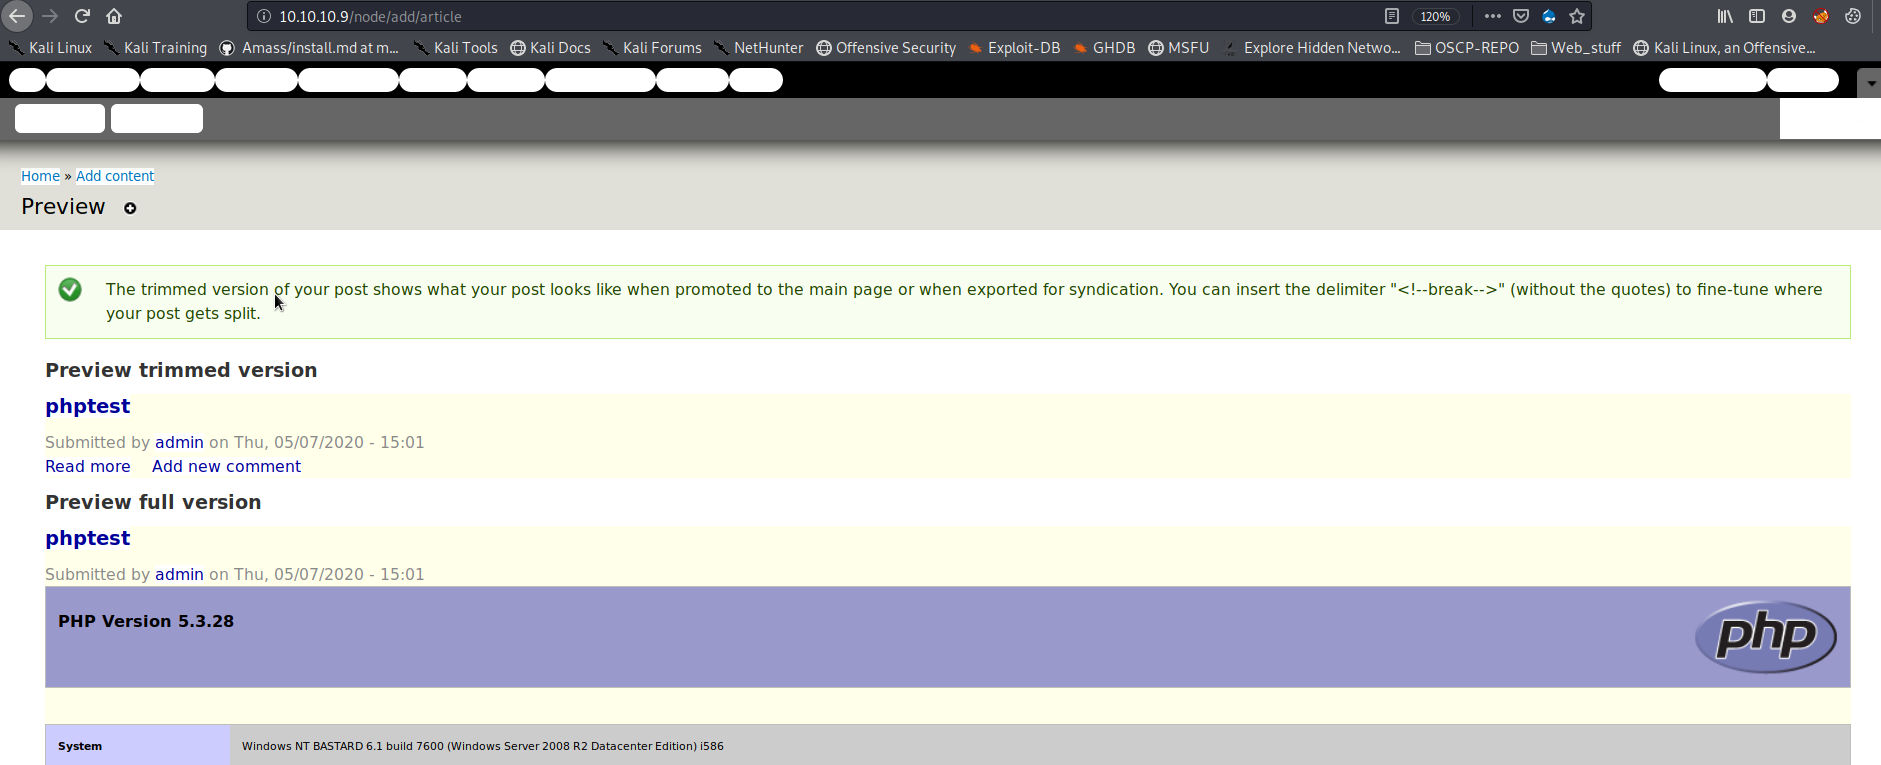 10.10.10.9/node/add/article 120%
Kali Linux Kali Training Amass/install.md at m... Kali Tools Kali Docs Kali Forums NetHunter Offensive Security Exploit-DB GHDB MSFU Explore Hidden Netwo... OSCP-REPO Web_stuff Kali Linux, an Offensive...
Home » Add content
Preview
The trimmed version of your post shows what your post looks like when promoted to the main page or when exported for syndication. You can insert the delimiter "<!--break-->" (without the quotes) to fine-tune where
your post gets split.
Preview trimmed version
phptest
Submitted by admin on Thu, 05/07/2020 - 15:01
Read more Add new comment
Preview full version
phptest
Submitted by admin on Thu, 05/07/2020 - 15:01
PHP Version 5.3.28
php
System Windows NT BASTARD 6.1 build 7600 (Windows Server 2008 R2 Datacenter Edition) i586